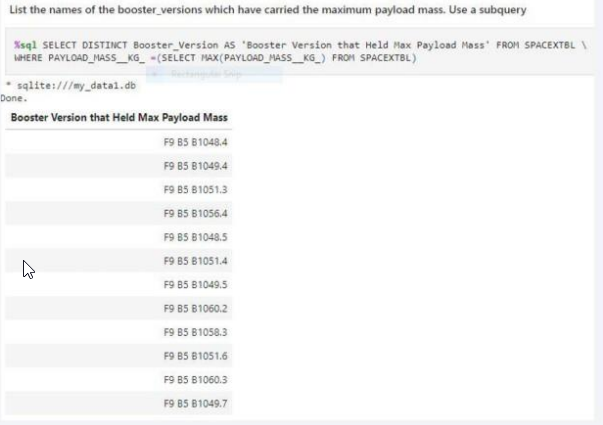 List the names of the booster_versions which have carried the maximum payload mass. Use a subquery
%sql SELECT DISTINCT Booster_Version AS 'Booster Version that Held Max Payload Mass' FROM SPACEXTBL \
WHERE PAYLOAD_MASS__KG_ =(SELECT MAX(PAYLOAD_MASS__KG_) FROM SPACEXTBL)
Rectangular Snip
* sqlite:///my_data1.db
Done.
Booster Version that Held Max Payload Mass
F9 B5 B1048.4
F9 B5 B1049.4
F9 B5 B1051.3
F9 B5 B1056.4
F9 B5 B1048.5
F9 B5 B1051.4
F9 B5 B1049.5
F9 B5 B1060.2
F9 B5 B1058.3
F9 B5 B1051.6
F9 B5 B1060.3
F9 B5 B1049.7